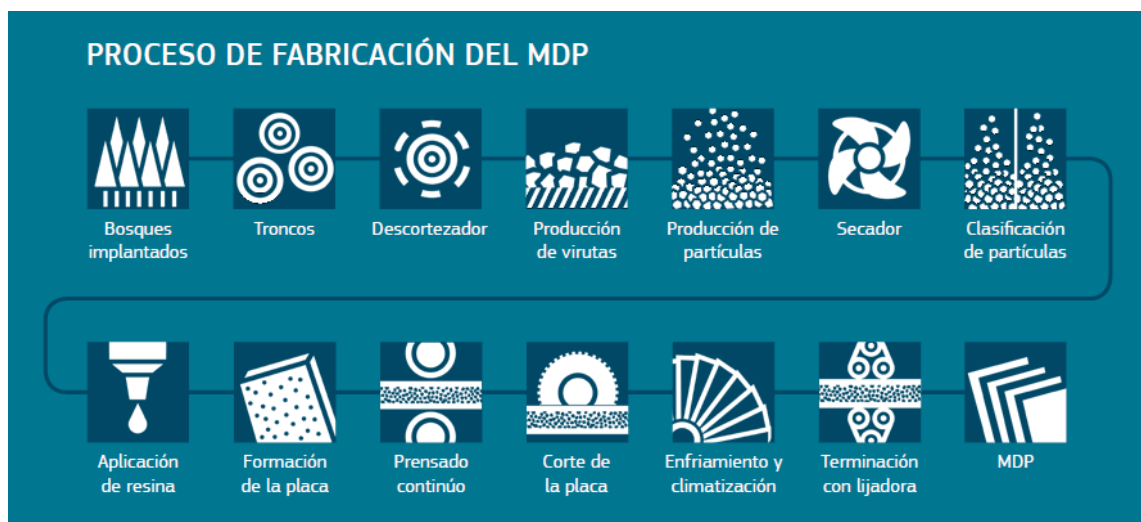 PROCESO DE FABRICACIÓN DEL MDP
Bosques
implantados
Troncos
Descortezador
Producción
de virutas
Producción de
partículas
Secador
Clasificación
de partículas
Aplicación
de resina
Formación
de la placa
Prensado
continúo
Corte de
la placa
Enfriamiento y
climatización
Terminación
con lijadora
MDP